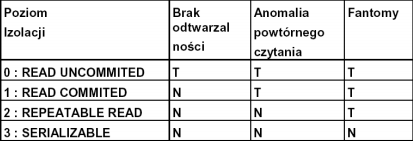 Poziom Izolacji Brak odtwarzal ności Anomalia powtórnego czytania Fantomy
0 : READ UNCOMMITED T T T
1 : READ COMMITED N T T
2 : REPEATABLE READ N N T
3 : SERIALIZABLE N N N